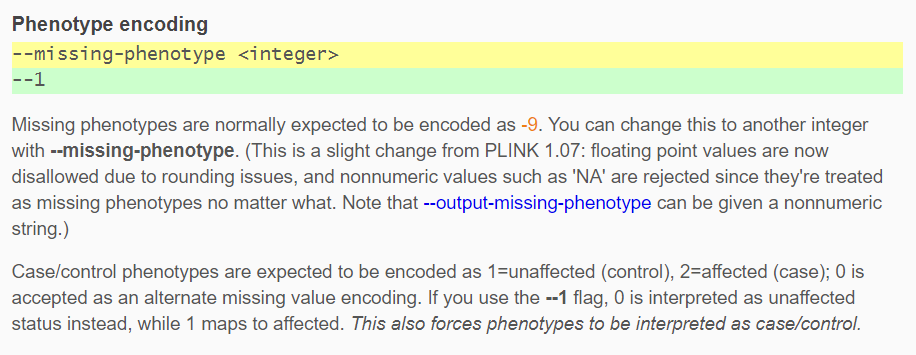 Phenotype encoding
--missing-phenotype <integer>
--1
Missing phenotypes are normally expected to be encoded as -9. You can change this to another integer
with --missing-phenotype. (This is a slight change from PLINK 1.07: floating point values are now
disallowed due to rounding issues, and nonnumeric values such as 'NA' are rejected since they're treated
as missing phenotypes no matter what. Note that --output-missing-phenotype can be given a nonnumeric
string.)
Case/control phenotypes are expected to be encoded as 1=unaffected (control), 2=affected (case); 0 is
accepted as an alternate missing value encoding. If you use the --1 flag, 0 is interpreted as unaffected
status instead, while 1 maps to affected. This also forces phenotypes to be interpreted as case/control.